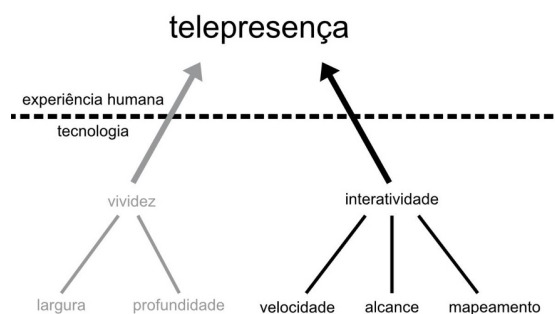 telepresença
experiência humana
tecnologia
vividez
interatividade
largura
profundidade
velocidade
alcance
mapeamento